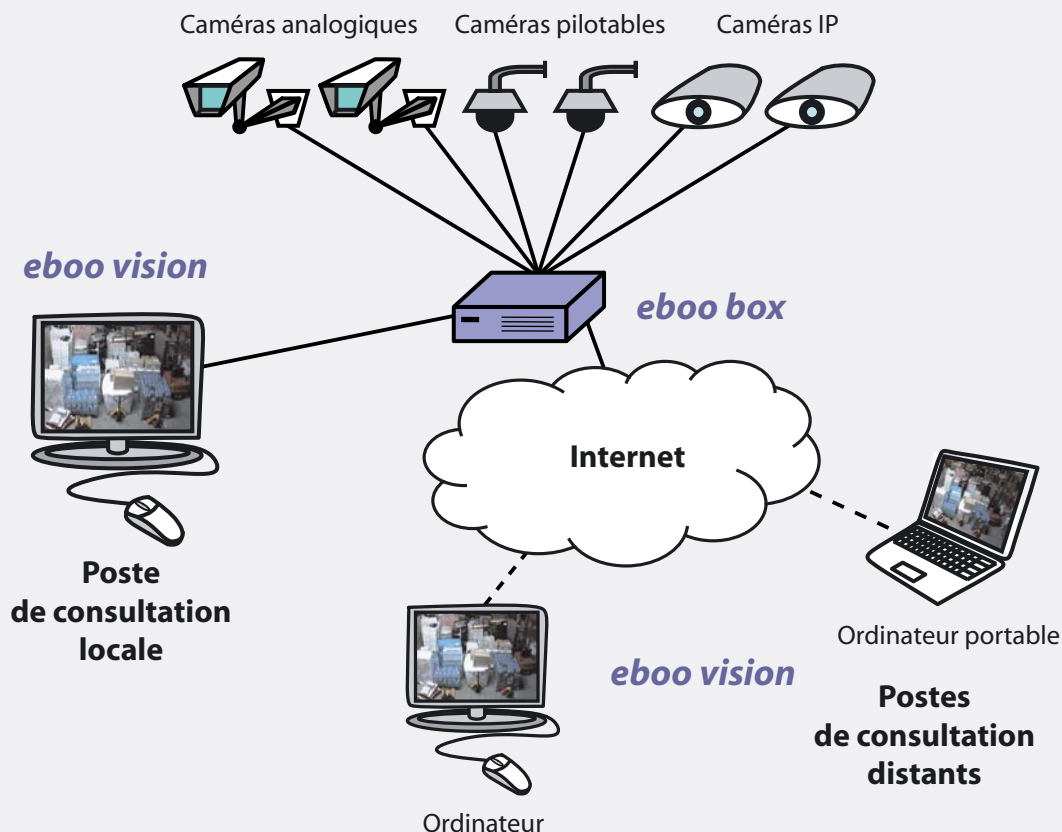 Caméras analogiques
Caméras pilotables
Caméras IP
eboo vision
eboo box
Internet
Poste
de consultation
locale
Ordinateur portable
eboo vision
Postes
de consultation
distants
Ordinateur